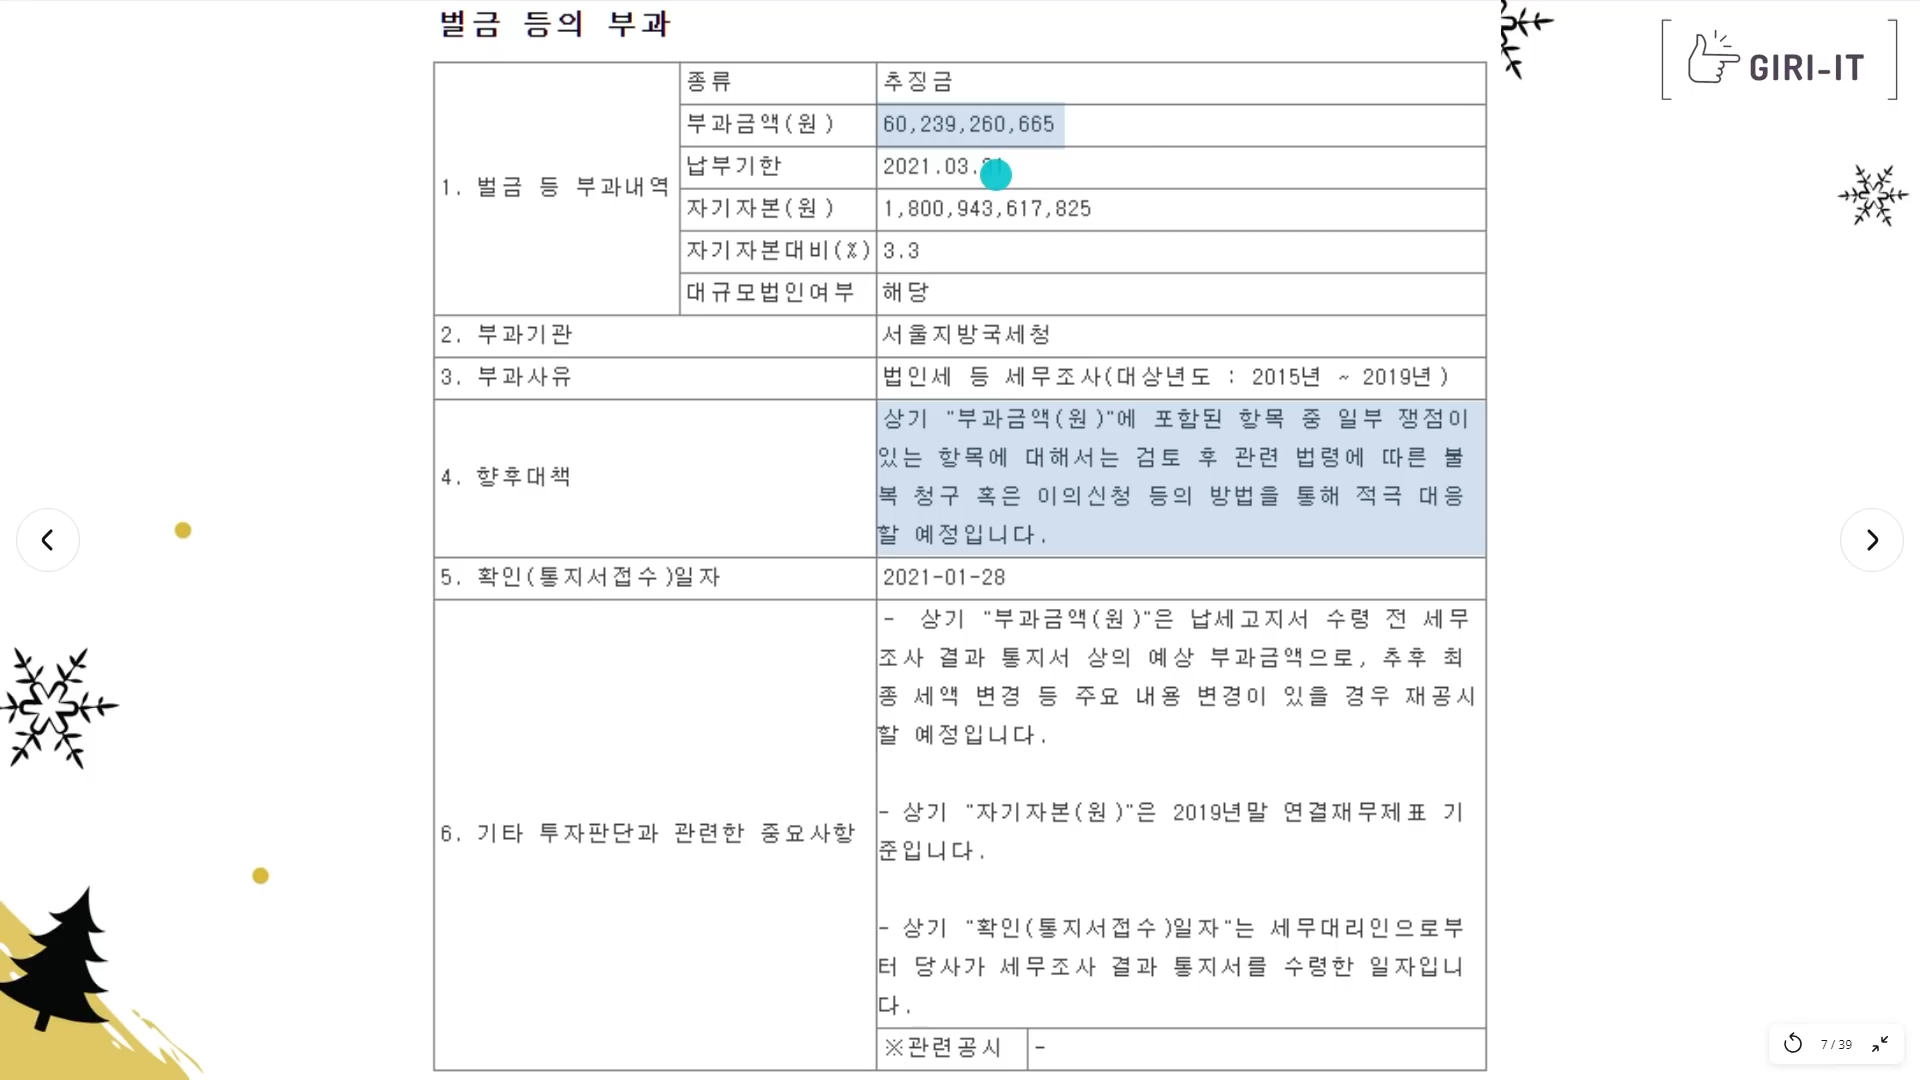 벌금 등의 부과
GIRI-IT
1. 벌금 등 부과내역
종류
추징금
부과금액(원)
60,239,260,665
납부기한
2021.03.
자기자본(원)
1,800,943,617,825
자기자본대비(%)
3.3
대규모법인여부
해당
2. 부과기관
서울지방국세청
3. 부과사유
법인세 등 세무조사(대상년도 : 2015년 ~ 2019년)
4. 향후대책
상기 "부과금액(원)"에 포함된 항목 중 일부 쟁점이
있는 항목에 대해서는 검토 후 관련 법령에 따른 불
복 청구 혹은 이의신청 등의 방법을 통해 적극 대응
할 예정입니다.
5. 확인(통지서접수)일자
2021-01-28
6. 기타 투자판단과 관련한 중요사항
- 상기 "부과금액(원)"은 납세고지서 수령 전 세무
조사 결과 통지서 상의 예상 부과금액으로, 추후 최
종 세액 변경 등 주요 내용 변경이 있을 경우 재공시
할 예정입니다.
- 상기 "자기자본(원)"은 2019년말 연결재무제표 기
준입니다.
- 상기 "확인(통지서접수)일자"는 세무대리인으로부
터 당사가 세무조사 결과 통지서를 수령한 일자입니
다.
※관련공시
-
7 / 39